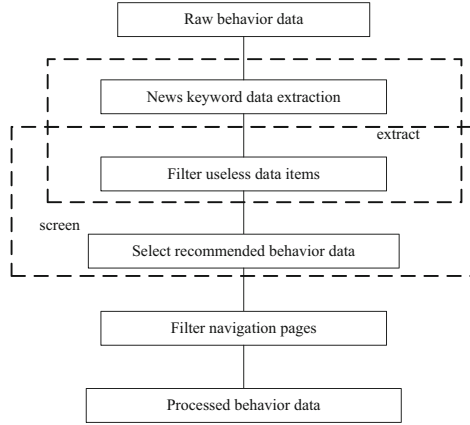 Raw behavior data
News keyword data extraction
extract
Filter useless data items
screen
Select recommended behavior data
Filter navigation pages
Processed behavior data